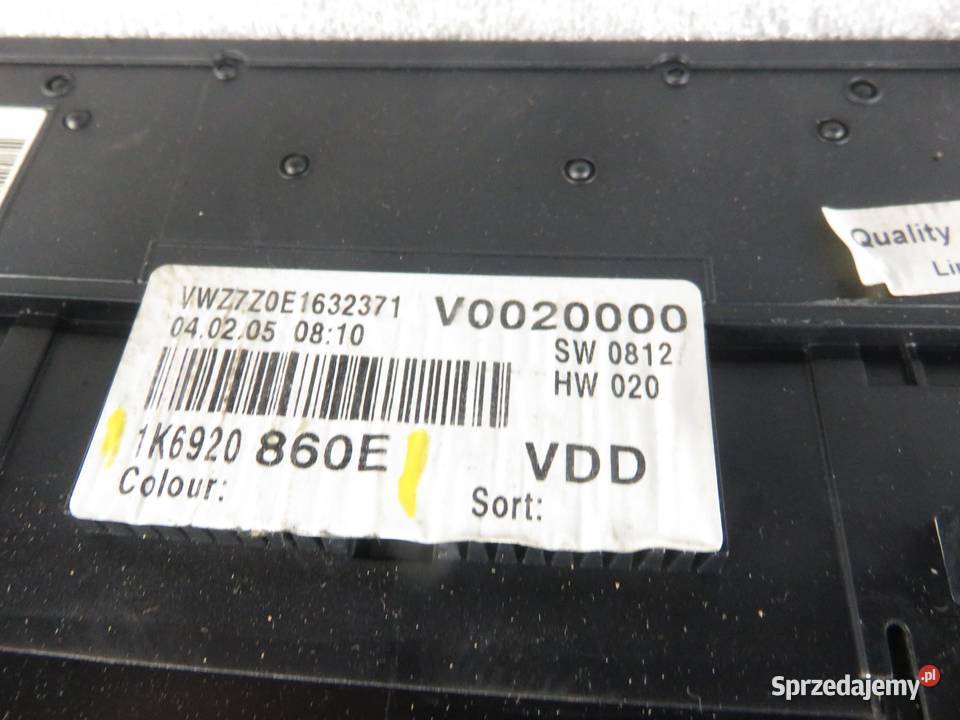 VWZ7Z0E1632371
V0020000
04.02.05 08:10
SW 0812
HW 020
1K6920 860E
VDD
Colour:
Sort:
Quality
Sprzedajemy.pl